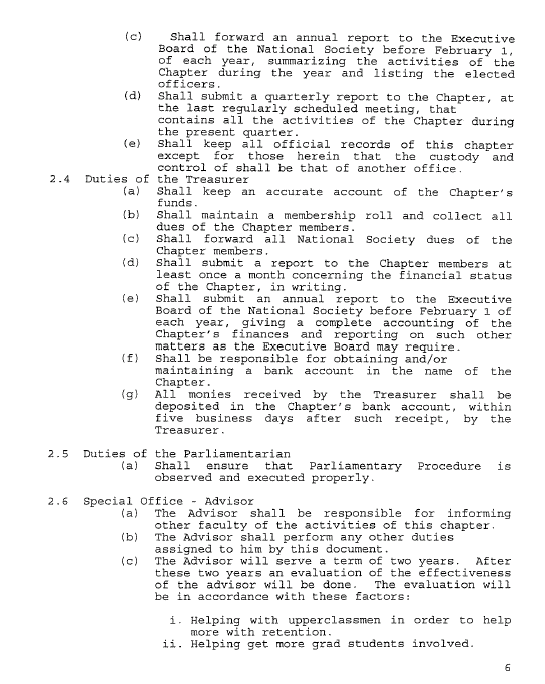 (c) Shall forward an annual report to the Executive
Board of the National Society before February 1,
of each year, summarizing the activities of the
Chapter during the year and listing the elected
officers.
(d) Shall submit a quarterly report to the Chapter, at
the last regularly scheduled meeting, that
contains all the activities of the Chapter during
the present quarter.
(e) Shall keep all official records of this chapter
except for those herein that the custody and
control of shall be that of another office.
2.4 Duties of the Treasurer
(a) Shall keep an accurate account of the Chapter's
funds.
(b) Shall maintain a membership roll and collect all
dues of the Chapter members.
(c) Shall forward all National Society dues of the
Chapter members.
(d) Shall submit a report to the Chapter members at
least once a month concerning the financial status
of the Chapter, in writing.
(e) Shall submit an annual report to the Executive
Board of the National Society before February 1 of
each year, giving a complete accounting of the
Chapter's finances and reporting on such other
matters as the Executive Board may require.
(f) Shall be responsible for obtaining and/or
maintaining a bank account in the name of the
Chapter.
(g) All monies received by the Treasurer shall be
deposited in the Chapter's bank account, within
five business days after such receipt, by the
Treasurer.
2.5 Duties of the Parliamentarian
(a) Shall ensure that Parliamentary Procedure is
observed and executed properly.
2.6 Special Office - Advisor
(a) The Advisor shall be responsible for informing
other faculty of the activities of this chapter.
(b) The Advisor shall perform any other duties
assigned to him by this document.
(c) The Advisor will serve a term of two years. After
these two years an evaluation of the effectiveness
of the advisor will be done. The evaluation will
be in accordance with these factors:
i. Helping with upperclassmen in order to help
more with retention.
ii. Helping get more grad students involved.
6